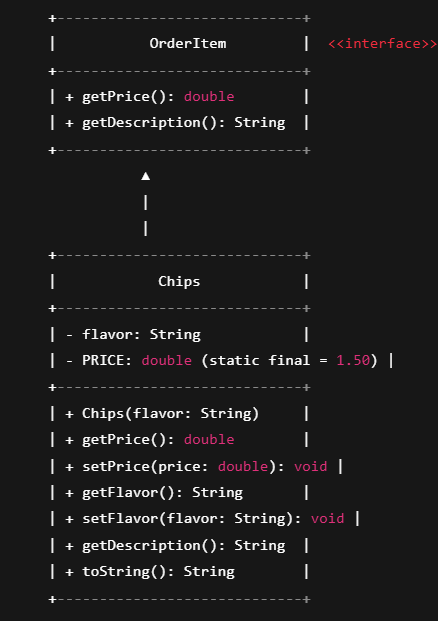 +-----------------------------+
|           OrderItem         |  <<interface>>
+-----------------------------+
| + getPrice(): double        |
| + getDescription(): String  |
+-----------------------------+
▲
|
|
+-----------------------------+
|            Chips            |
+-----------------------------+
| - flavor: String            |
| - PRICE: double (static final = 1.50) |
+-----------------------------+
| + Chips(flavor: String)     |
| + getPrice(): double        |
| + setPrice(price: double): void |
| + getFlavor(): String       |
| + setFlavor(flavor: String): void |
| + getDescription(): String  |
| + toString(): String        |
+-----------------------------+